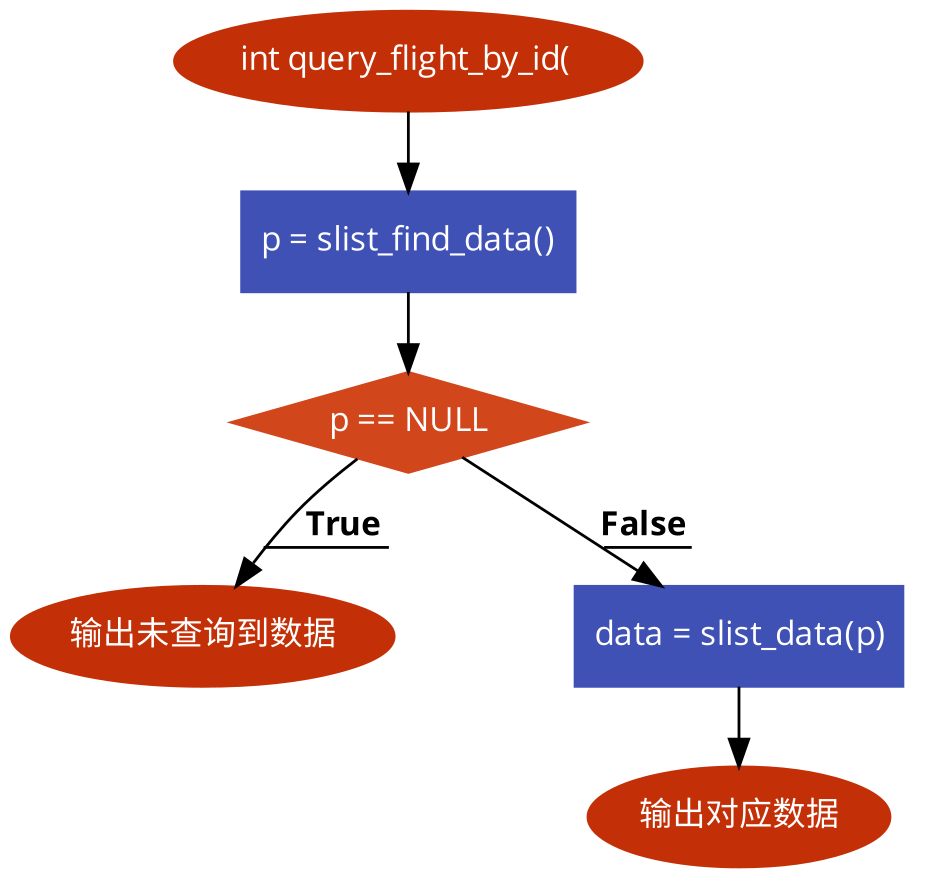 int query_flight_by_id(
p = slist_find_data()
p == NULL
True
False
输出未查询到数据
data = slist_data(p)
输出对应数据